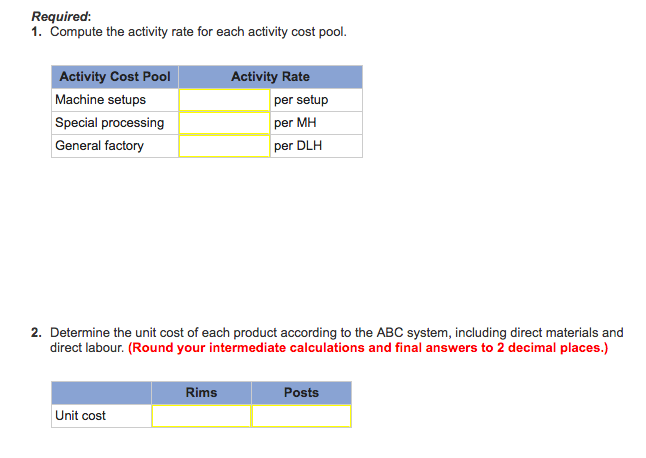 Required:
1. Compute the activity rate for each activity cost pool.
Activity Cost Pool Activity Rate
Machine setups per setup
Special processing per MH
General factory per DLH
2. Determine the unit cost of each product according to the ABC system, including direct materials and
direct labour. (Round your intermediate calculations and final answers to 2 decimal places.)
Rims Posts
Unit cost